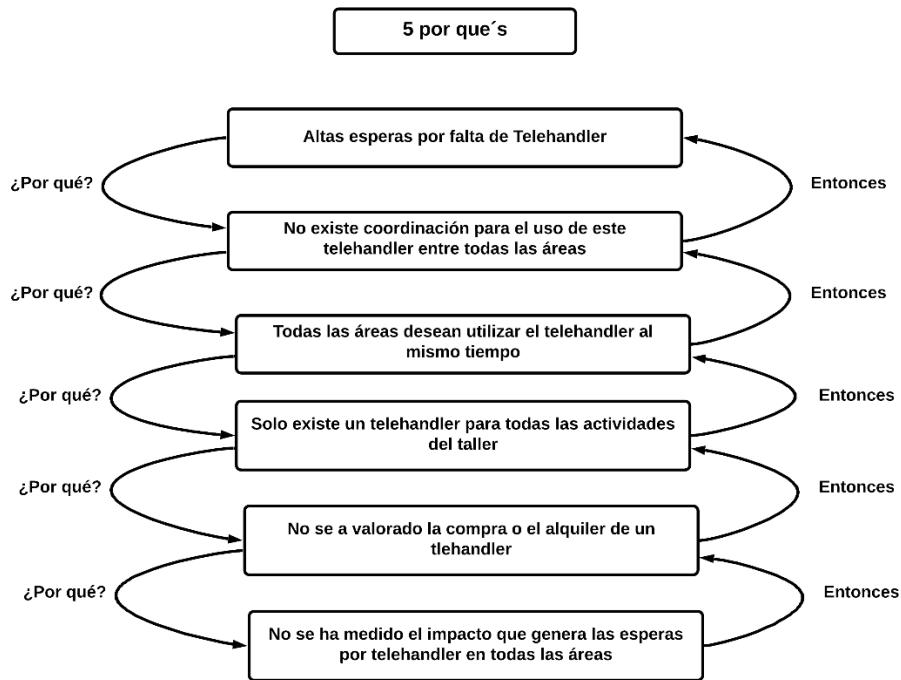 5 por que´s
Altas esperas por falta de Telehandler
¿Por qué?
Entonces
No existe coordinación para el uso de este
telehandler entre todas las áreas
¿Por qué?
Entonces
Todas las áreas desean utilizar el telehandler al
mismo tiempo
¿Por qué?
Entonces
Solo existe un telehandler para todas las actividades
del taller
¿Por qué?
Entonces
No se a valorado la compra o el alquiler de un
tlehandler
¿Por qué?
Entonces
No se ha medido el impacto que genera las esperas
por telehandler en todas las áreas